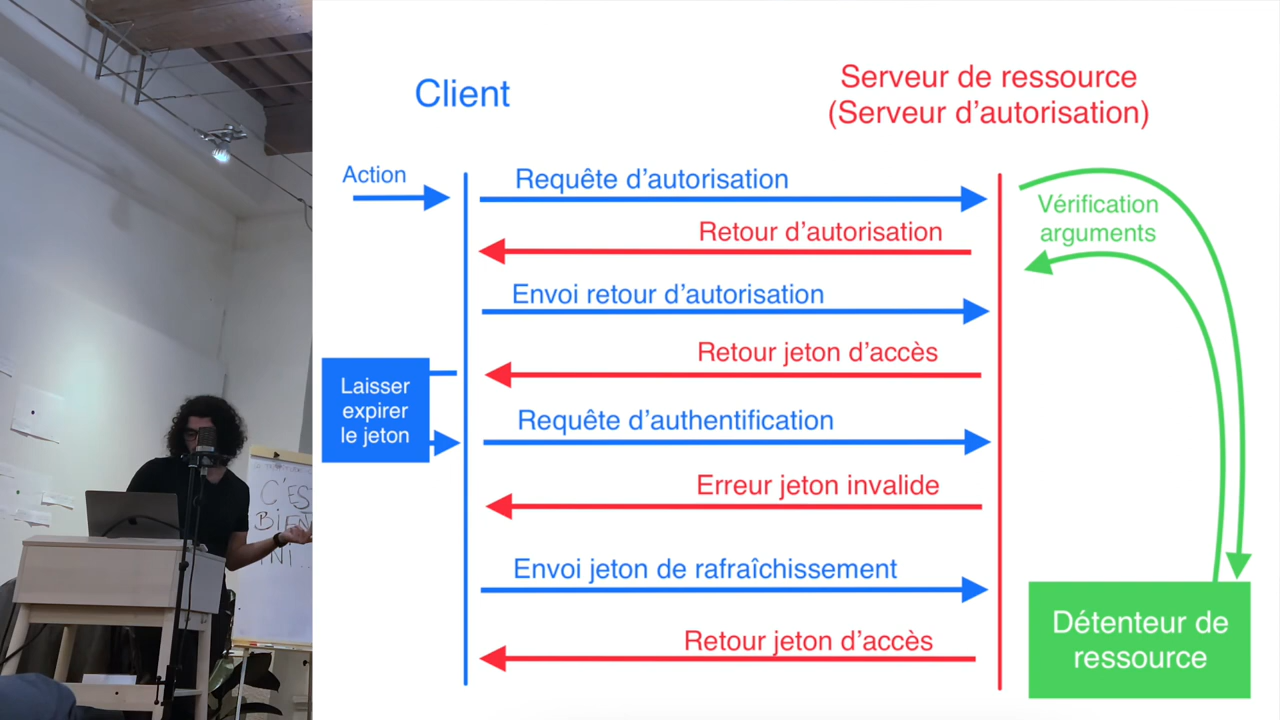 Client
Serveur de ressource
(Serveur d'autorisation)
Action
Requête d'autorisation
Vérification
arguments
Retour d'autorisation
Envoi retour d'autorisation
Retour jeton d'accès
Laisser
expirer
le jeton
Requête d'authentification
Erreur jeton invalide
Envoi jeton de rafraîchissement
Retour jeton d'accès
Détenteur de
ressource
C'ES
BIEN